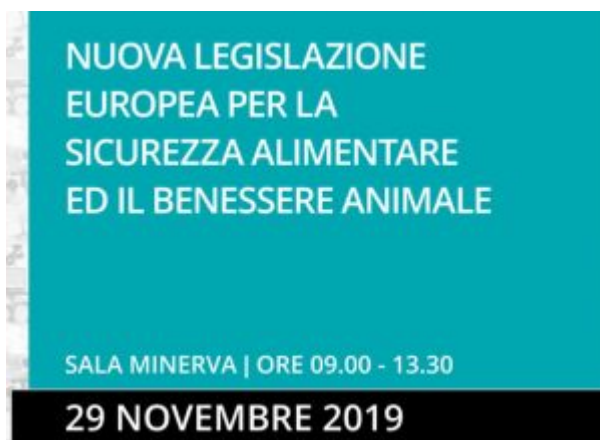 NUOVA LEGISLAZIONE
EUROPEA PER LA
SICUREZZA ALIMENTARE
ED IL BENESSERE ANIMALE
SALA MINERVA | ORE 09.00 - 13.30
29 NOVEMBRE 2019